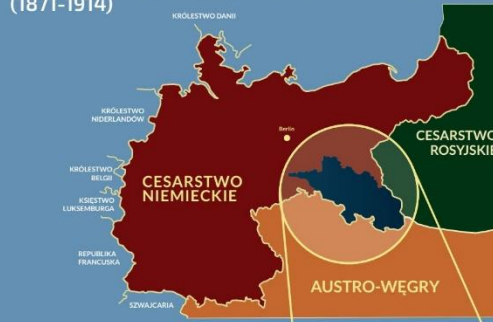 (1871-1914)
KRÓLESTWO DANII
KRÓLESTWO
NIDERLANDÓW
Berlin
CESARSTWO
ROSYJSKIE
KRÓLESTWO
BELGII
CESARSTWO
NIEMIECKIE
KSIĘSTWO
LUKSEMBURGA
REPUBLIKA
FRANCUSKA
AUSTRO-WĘGRY
SZWAJCARIA